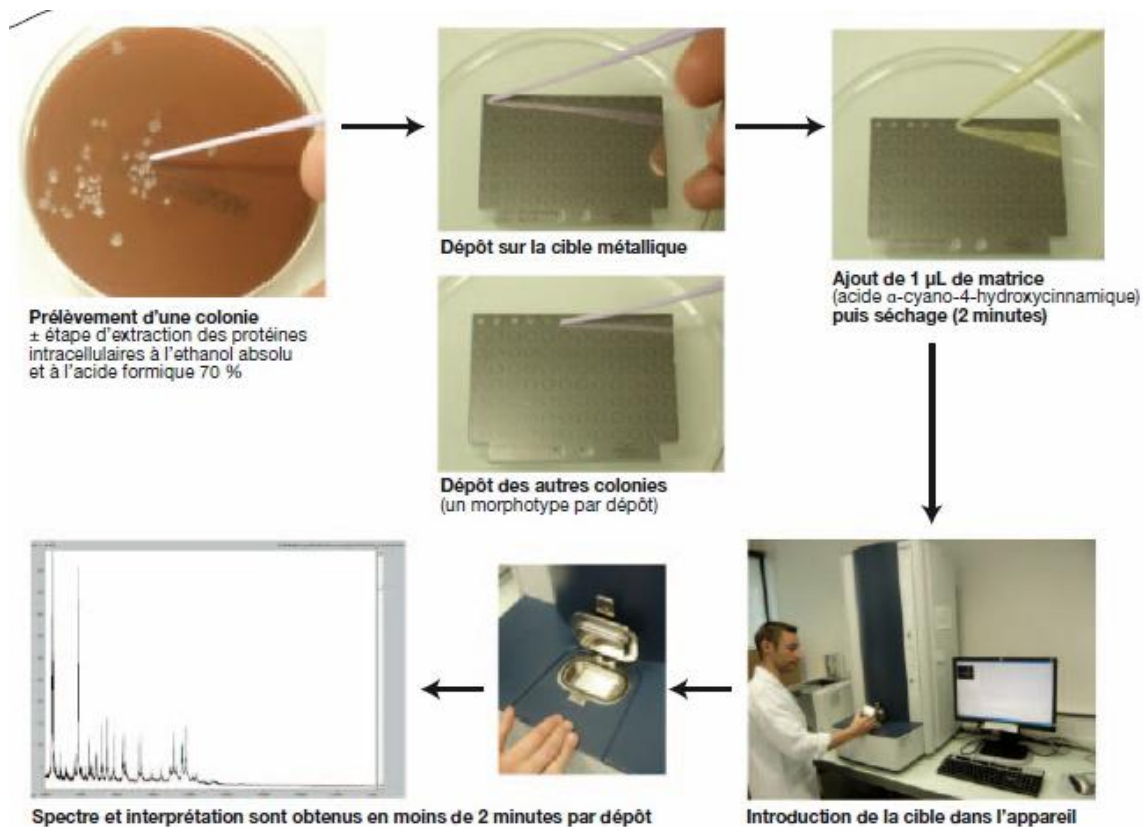 Prélèvement d'une colonie
± étape d'extraction des protéines
intracellulaires à l'ethanol absolu
et à l'acide formique 70 %
Dépôt sur la cible métallique
Dépôt des autres colonies
(un morphotype par dépôt)
Ajout de 1 µL de matrice
(acide α-cyano-4-hydroxycinnamique)
puis séchage (2 minutes)
Introduction de la cible dans l'appareil
Spectre et interprétation sont obtenus en moins de 2 minutes par dépôt